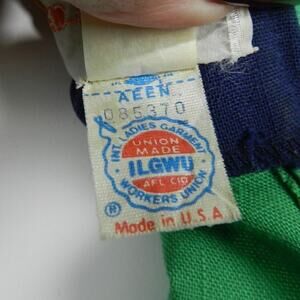 AEEN
085370
INT. LADIES GARMENT
UNION
MADE
ILGWU
AFL CIO
WORKERS UNION
®
Made in U.S.A.